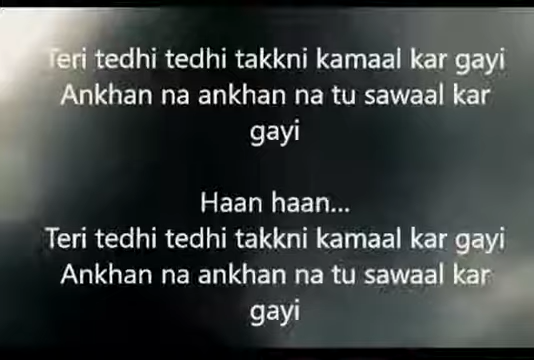 Teri tedhi tedhi takkni kamaal kar gayi
Ankhan na ankhan na tu sawaal kar
gayi
Haan haan...
Teri tedhi tedhi takkni kamaal kar gayi
Ankhan na ankhan na tu sawaal kar
gayi